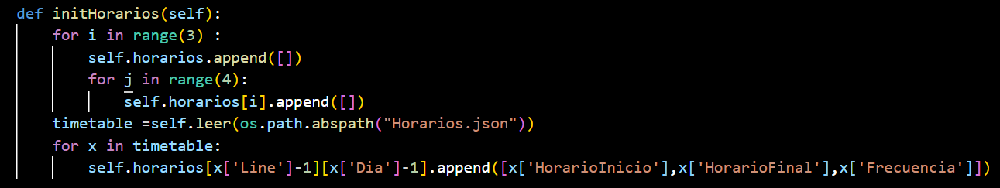 def initHorarios(self):
    for i in range(3) :
        self.horarios.append([])
        for j in range(4):
            self.horarios[i].append([])
    timetable =self.leer(os.path.abspath("Horarios.json"))
    for x in timetable:
        self.horarios[x['Line']-1][x['Dia']-1].append([x['HorarioInicio'],x['HorarioFinal'],x['Frecuencia']])